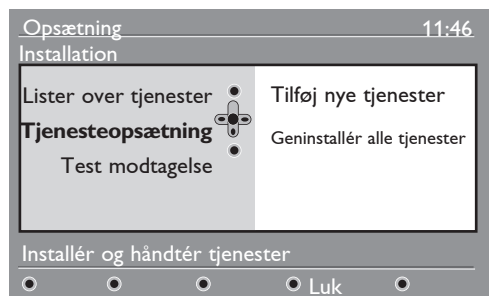 Opsætning 11:46
Installation
Lister over tjenester
Tjenesteopsætning
Test modtagelse
Tilføj nye tjenester
Geninstallér alle tjenester
Installér og håndtér tjenester
Luk